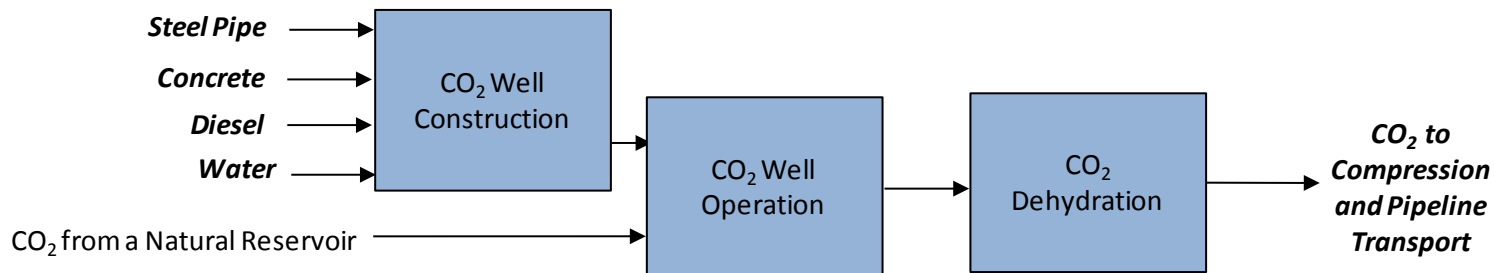 Steel Pipe
Concrete
Diesel
Water
CO₂ from a Natural Reservoir
CO₂ Well
Construction
CO₂ Well
Operation
CO₂
Dehydration
CO₂ to
Compression
and Pipeline
Transport